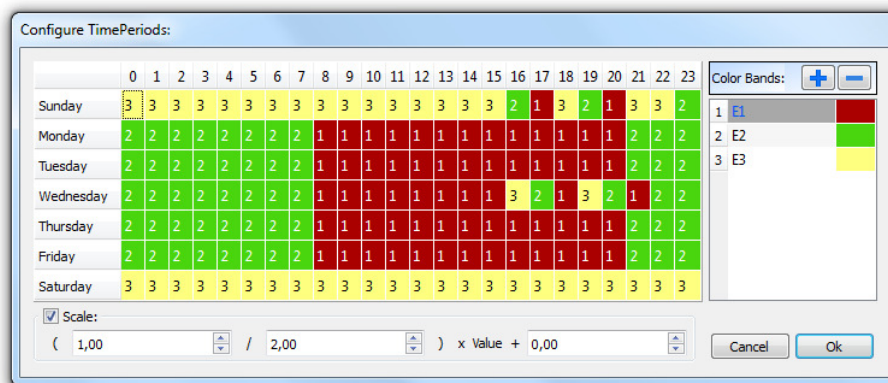 Configure TimePeriods:
0 1 2 3 4 5 6 7 8 9 10 11 12 13 14 15 16 17 18 19 20 21 22 23
Sunday 3 3 3 3 3 3 3 3 3 3 3 3 3 3 3 3 2 1 3 2 1 3 3 2
Monday 2 2 2 2 2 2 2 2 1 1 1 1 1 1 1 1 1 1 1 1 1 2 2 2
Tuesday 2 2 2 2 2 2 2 2 1 1 1 1 1 1 1 1 1 1 1 1 1 2 2 2
Wednesday 2 2 2 2 2 2 2 2 1 1 1 1 1 1 1 1 3 2 1 3 2 1 2 2
Thursday 2 2 2 2 2 2 2 2 1 1 1 1 1 1 1 1 1 1 1 1 1 2 2 2
Friday 2 2 2 2 2 2 2 2 1 1 1 1 1 1 1 1 1 1 1 1 1 2 2 2
Saturday 3 3 3 3 3 3 3 3 3 3 3 3 3 3 3 3 3 3 3 3 3 3 3 3
Color Bands:
1 E1
2 E2
3 E3
Scale:
( 1,00 / 2,00 ) x Value + 0,00
Cancel Ok